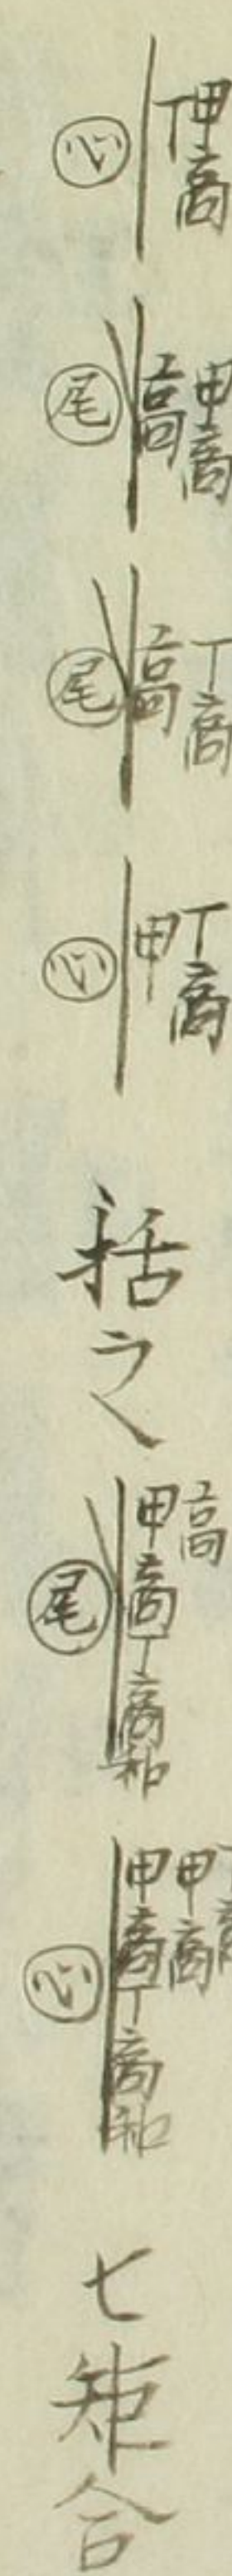 心 丁甲商
尾 高 甲商
尾 高 丁商
心 甲 丁商
括之
尾 甲商丁商和 高
心 甲商丁商和 甲商
七矩合